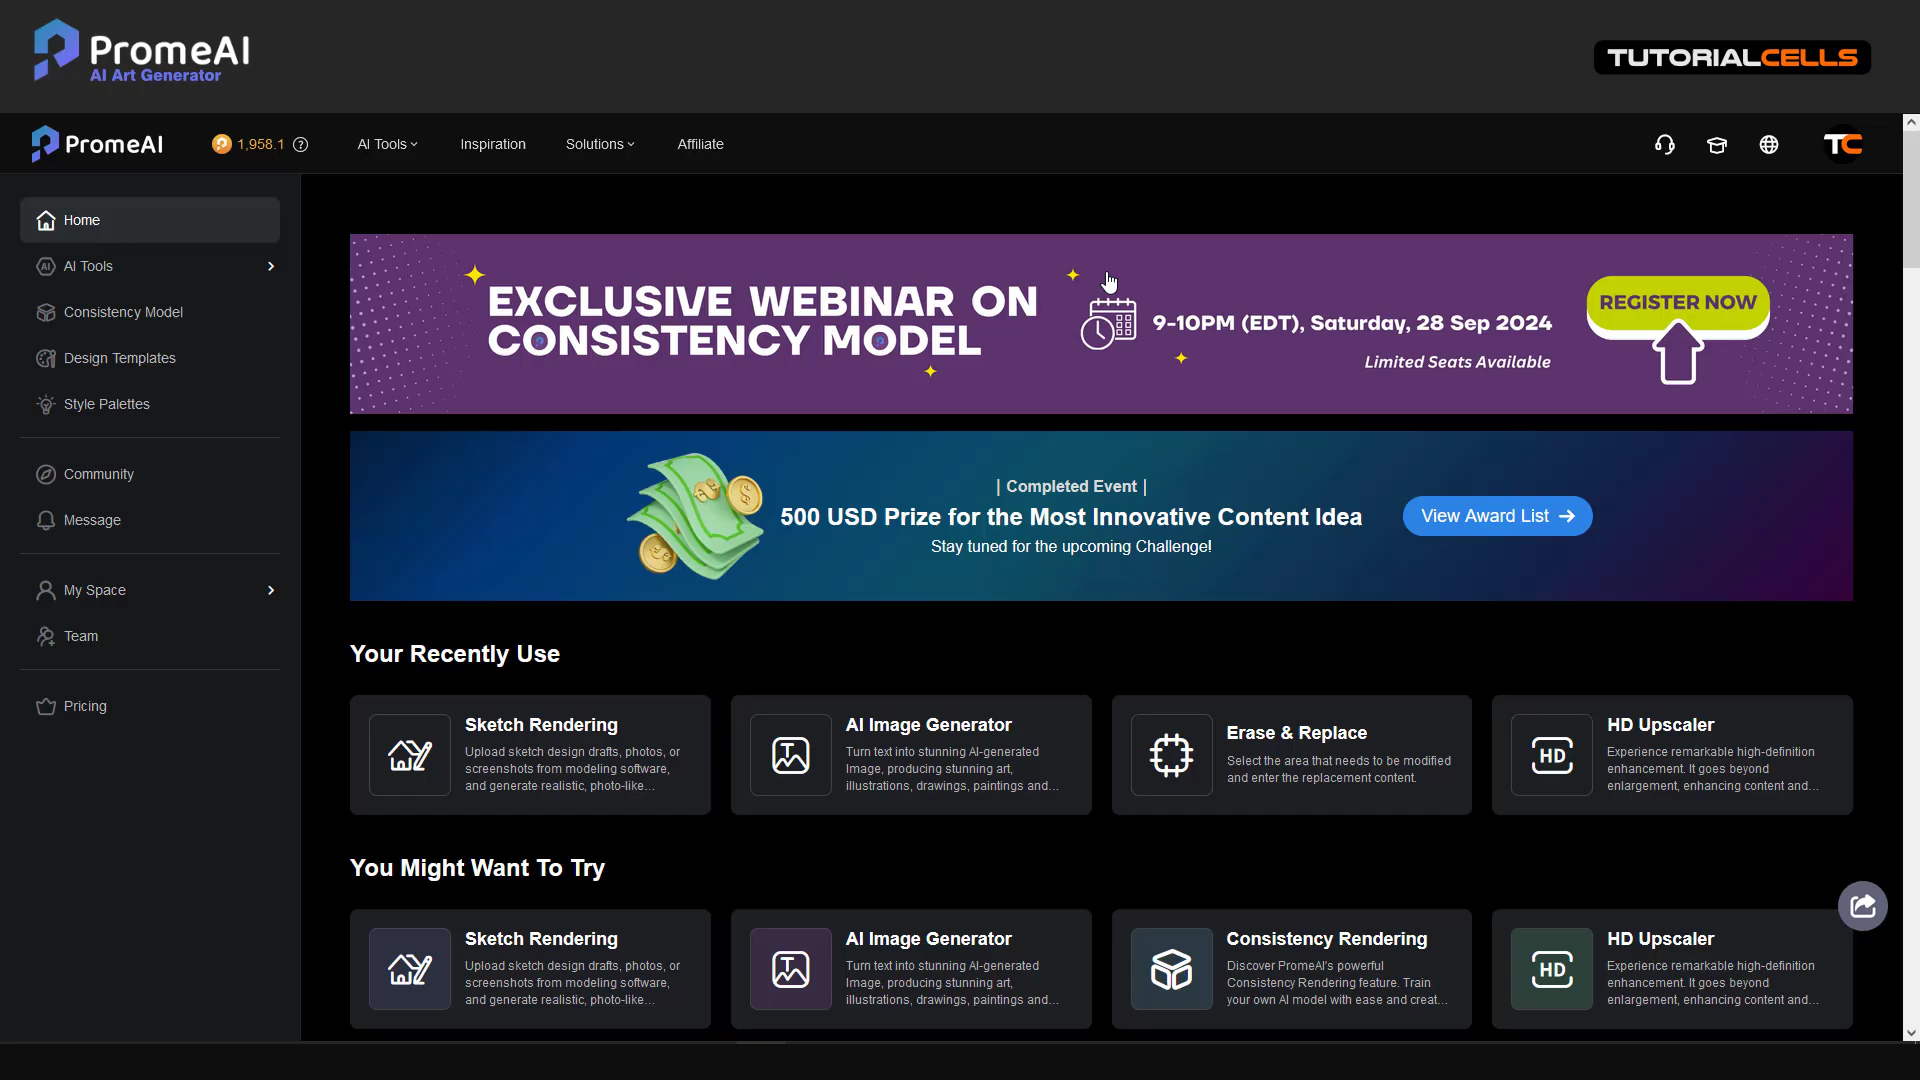 PromeAI
AI Art Generator
TUTORIALCELLS
PromeAI
1,958.1
AI Tools
Inspiration
Solutions
Affiliate
TC
Home
AI Tools
Consistency Model
Design Templates
Style Palettes
Community
Message
My Space
Team
Pricing
EXCLUSIVE WEBINAR ON
CONSISTENCY MODEL
9-10PM (EDT), Saturday, 28 Sep 2024
Limited Seats Available
REGISTER NOW
| Completed Event |
500 USD Prize for the Most Innovative Content Idea
Stay tuned for the upcoming Challenge!
View Award List
Your Recently Use
Sketch Rendering
Upload sketch design drafts, photos, or
screenshots from modeling software,
and generate realistic, photo-like...
AI Image Generator
Turn text into stunning AI-generated
Image, producing stunning art,
illustrations, drawings, paintings and...
Erase & Replace
Select the area that needs to be modified
and enter the replacement content.
HD
HD Upscaler
Experience remarkable high-definition
enhancement. It goes beyond
enlargement, enhancing content and...
You Might Want To Try
Sketch Rendering
Upload sketch design drafts, photos, or
screenshots from modeling software,
and generate realistic, photo-like...
AI Image Generator
Turn text into stunning AI-generated
Image, producing stunning art,
illustrations, drawings, paintings and...
Consistency Rendering
Discover PromeAI's powerful
Consistency Rendering feature. Train
your own AI model with ease and creat...
HD
HD Upscaler
Experience remarkable high-definition
enhancement. It goes beyond
enlargement, enhancing content and...